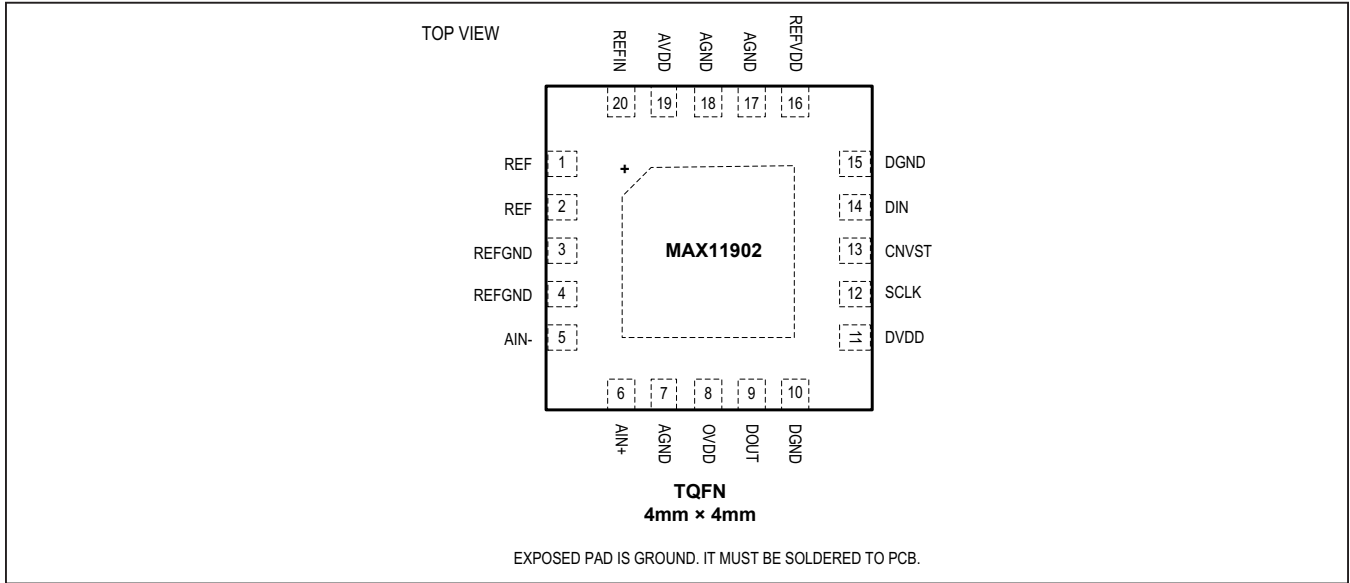 TOP VIEW
REFIN
AVDD
AGND
AGND
REFVDD
20 19 18 17 16
REF 1
REF 2
REFGND 3
REFGND 4
AIN- 5
+
MAX11902
15 DGND
14 DIN
13 CNVST
12 SCLK
11 DVDD
6 7 8 9 10
AIN+
AGND
OVDD
DOUT
DGND
TQFN
4mm × 4mm
EXPOSED PAD IS GROUND. IT MUST BE SOLDERED TO PCB.